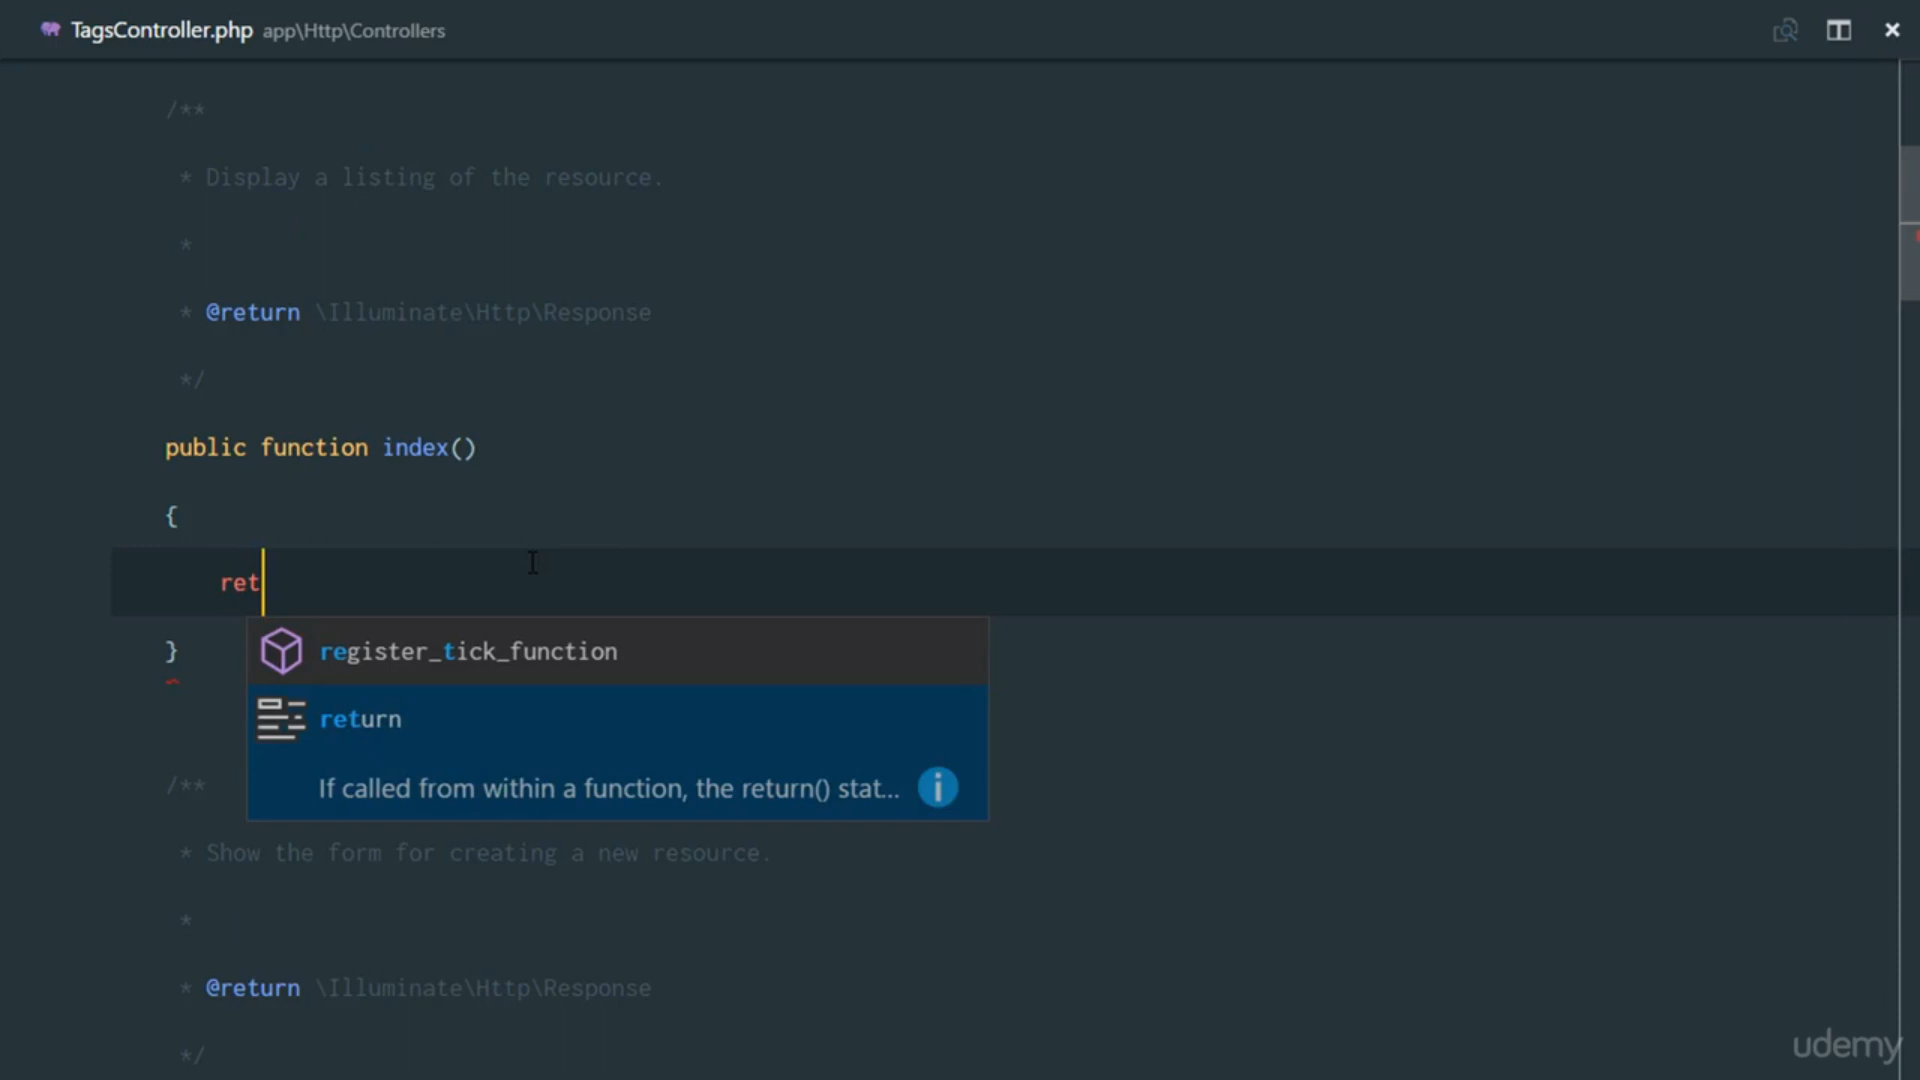 TagsController.php app\Http\Controllers
/**
* Display a listing of the resource.
*
* @return \Illuminate\Http\Response
*/
public function index()
{
ret
register_tick_function
}
return
If called from within a function, the return() stat...
/**
* Show the form for creating a new resource.
*
* @return \Illuminate\Http\Response
*/
udemy